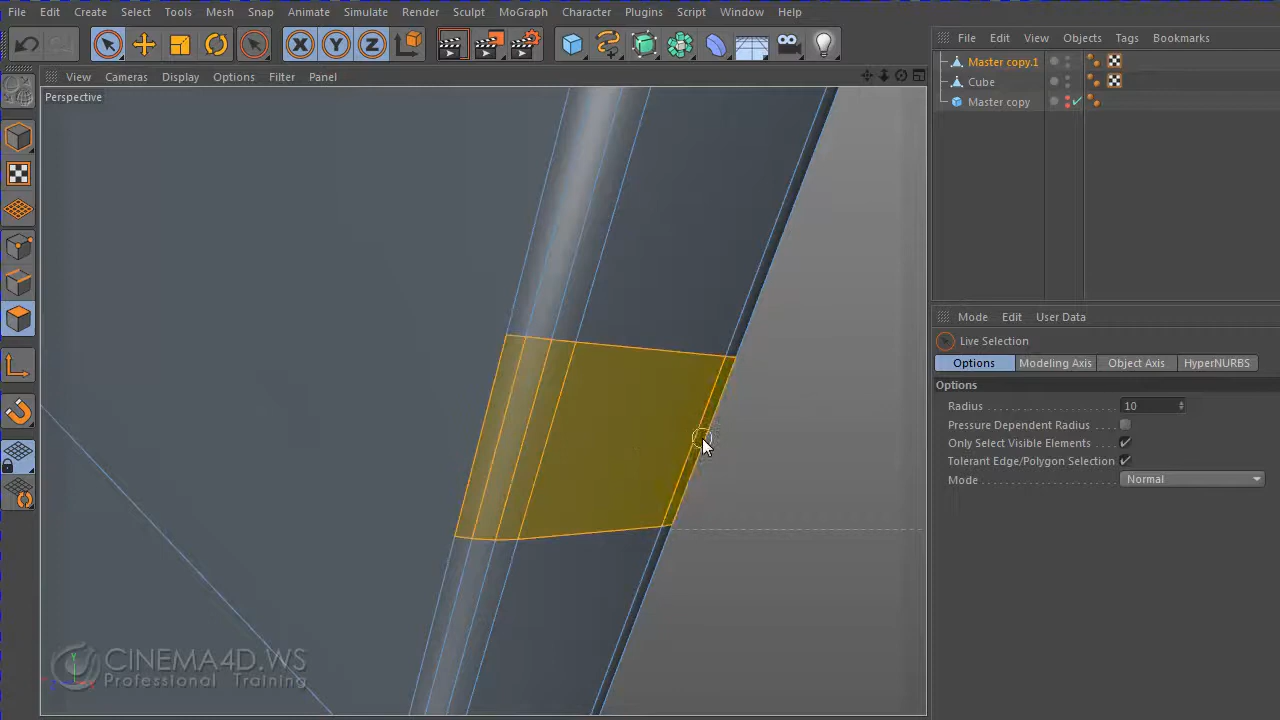 File Edit Create Select Tools Mesh Snap Animate Simulate Render Sculpt MoGraph Character Plugins Script Window Help
X Y Z
View Cameras Display Options Filter Panel
Perspective
File Edit View Objects Tags Bookmarks
Master copy.1
Cube
Master copy
Mode Edit User Data
Live Selection
Options Modeling Axis Object Axis HyperNURBS
Options
Radius 10
Pressure Dependent Radius
Only Select Visible Elements
Tolerant Edge/Polygon Selection
Mode Normal
CINEMA4D.WS
Professional Training
Y